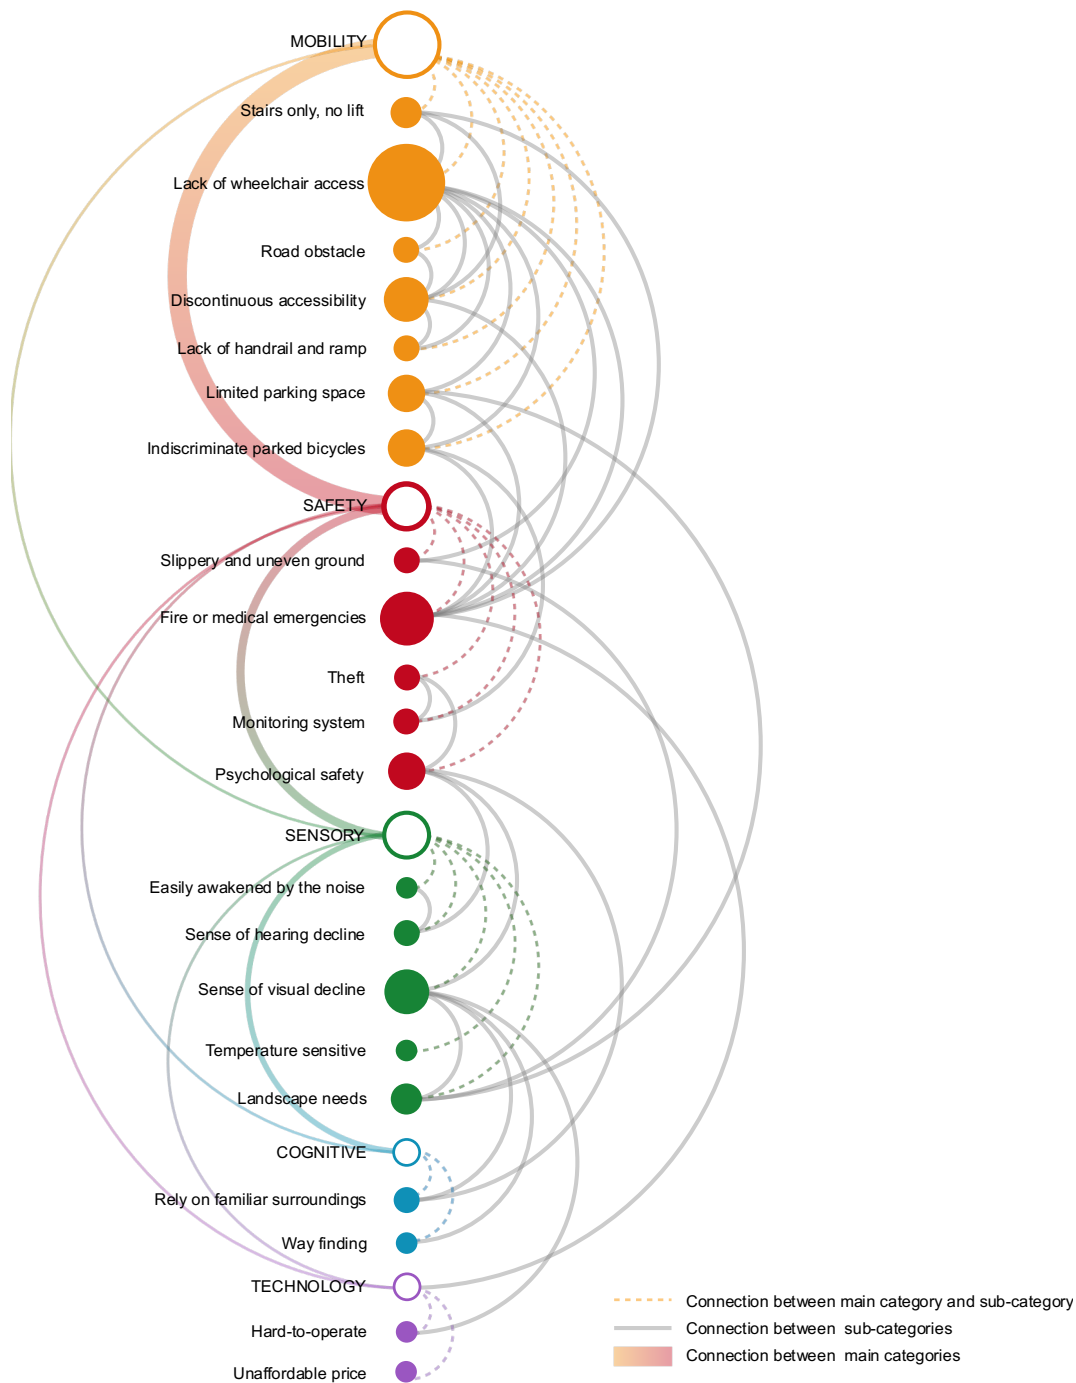 MOBILITY
Stairs only, no lift
Lack of wheelchair access
Road obstacle
Discontinuous accessibility
Lack of handrail and ramp
Limited parking space
Indiscriminate parked bicycles
SAFETY
Slippery and uneven ground
Fire or medical emergencies
Theft
Monitoring system
Psychological safety
SENSORY
Easily awakened by the noise
Sense of hearing decline
Sense of visual decline
Temperature sensitive
Landscape needs
COGNITIVE
Rely on familiar surroundings
Way finding
TECHNOLOGY
Hard-to-operate
Unaffordable price
Connection between main category and sub-category
Connection between sub-categories
Connection between main categories